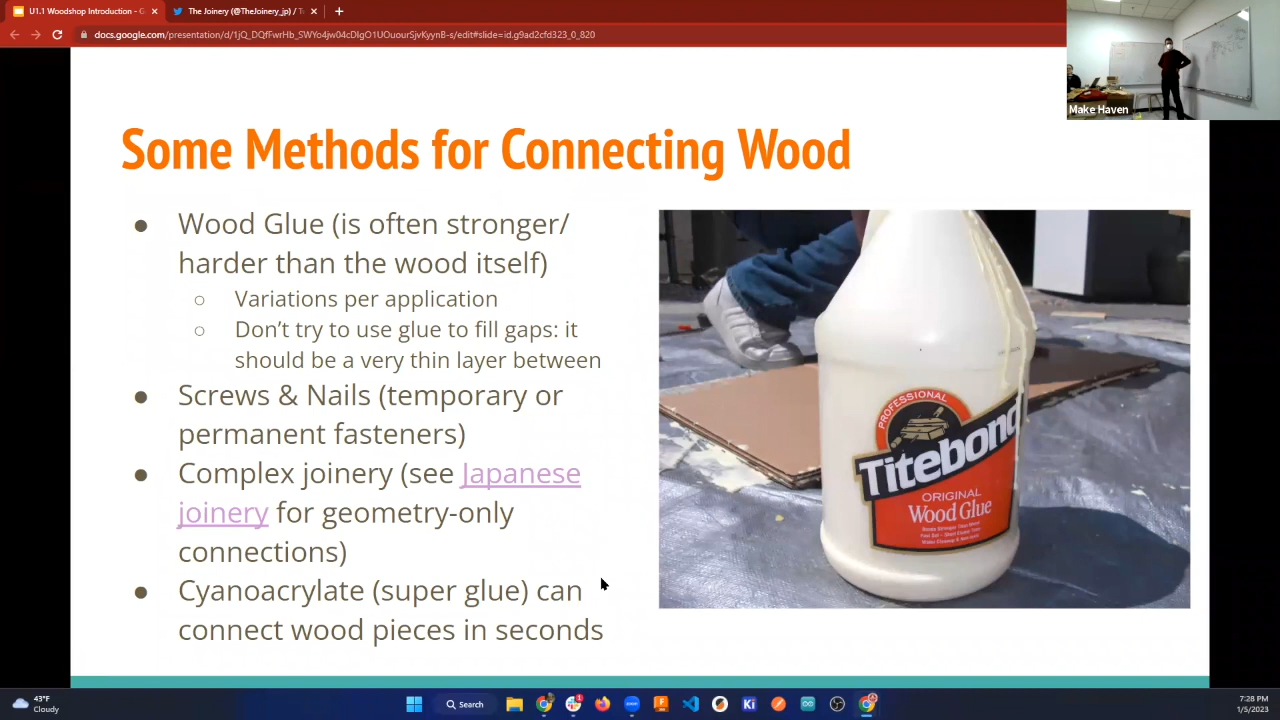 U1.1 Woodshop Introduction - G
The Joinery (@TheJoinery_jp) / T
docs.google.com/presentation/d/1jQ_DQfFwrHb_SWYo4jw04cDIgO1UOuourSjvKyynB-s/edit#slide=id.g9ad2cfd323_0_820
Make Haven
Some Methods for Connecting Wood
● Wood Glue (is often stronger/
harder than the wood itself)
○ Variations per application
○ Don’t try to use glue to fill gaps: it
should be a very thin layer between
● Screws & Nails (temporary or
permanent fasteners)
● Complex joinery (see Japanese
joinery for geometry-only
connections)
● Cyanoacrylate (super glue) can
connect wood pieces in seconds
PROFESSIONAL
Titebond
ORIGINAL
Wood Glue
43°F
Cloudy
Search
7:28 PM
1/5/2023